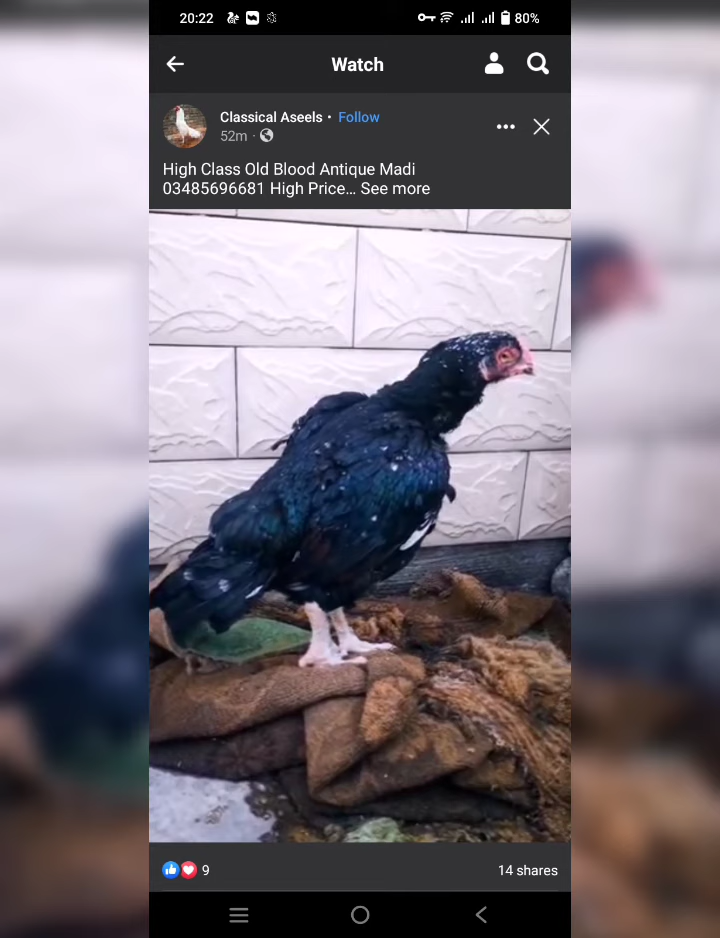 20:22
80%
Watch
Classical Aseels • Follow
52m ·
High Class Old Blood Antique Madi
03485696681 High Price... See more
9
14 shares